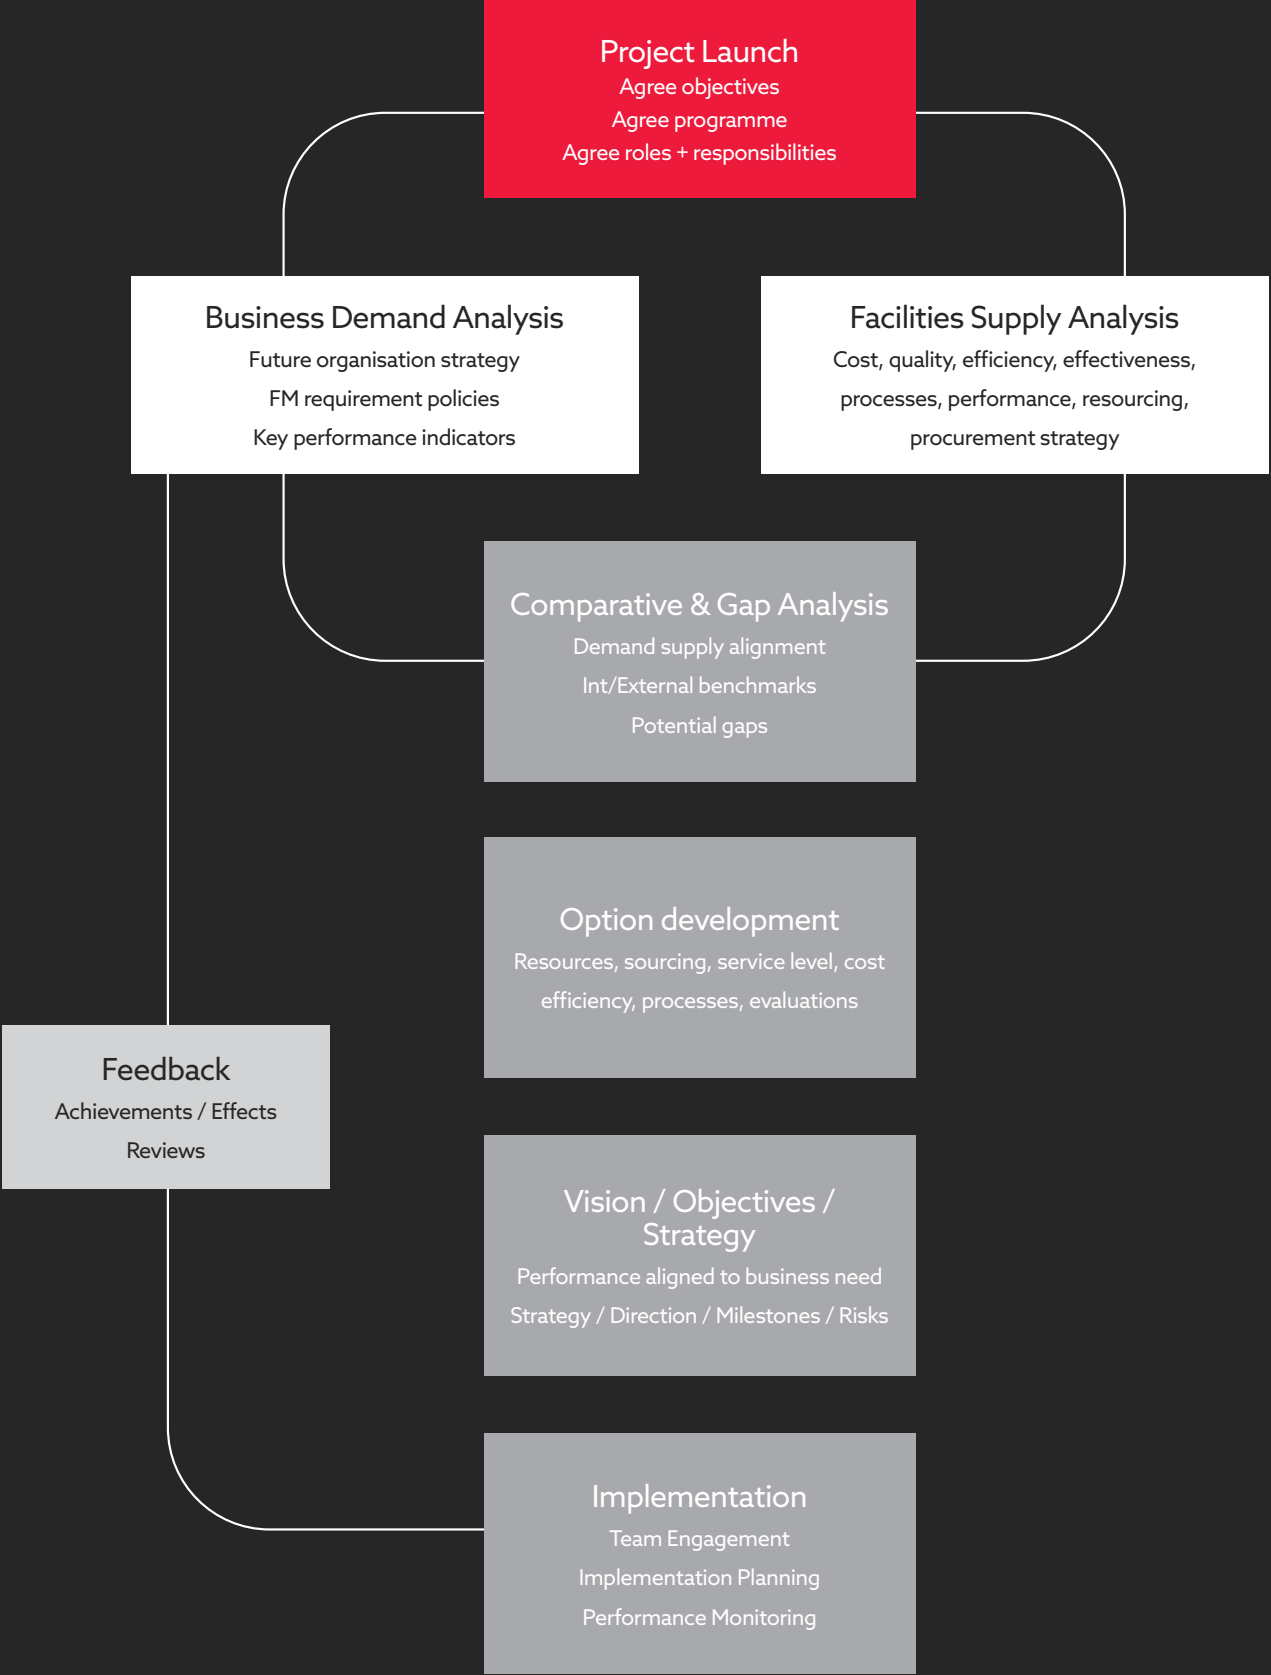 Project Launch
Agree objectives
Agree programme
Agree roles + responsibilities
Business Demand Analysis
Future organisation strategy
FM requirement policies
Key performance indicators
Facilities Supply Analysis
Cost, quality, efficiency, effectiveness,
processes, performance, resourcing,
procurement strategy
Comparative & Gap Analysis
Demand supply alignment
Int/External benchmarks
Potential gaps
Option development
Resources, sourcing, service level, cost
efficiency, processes, evaluations
Feedback
Achievements / Effects
Reviews
Vision / Objectives /
Strategy
Performance aligned to business need
Strategy / Direction / Milestones / Risks
Implementation
Team Engagement
Implementation Planning
Performance Monitoring